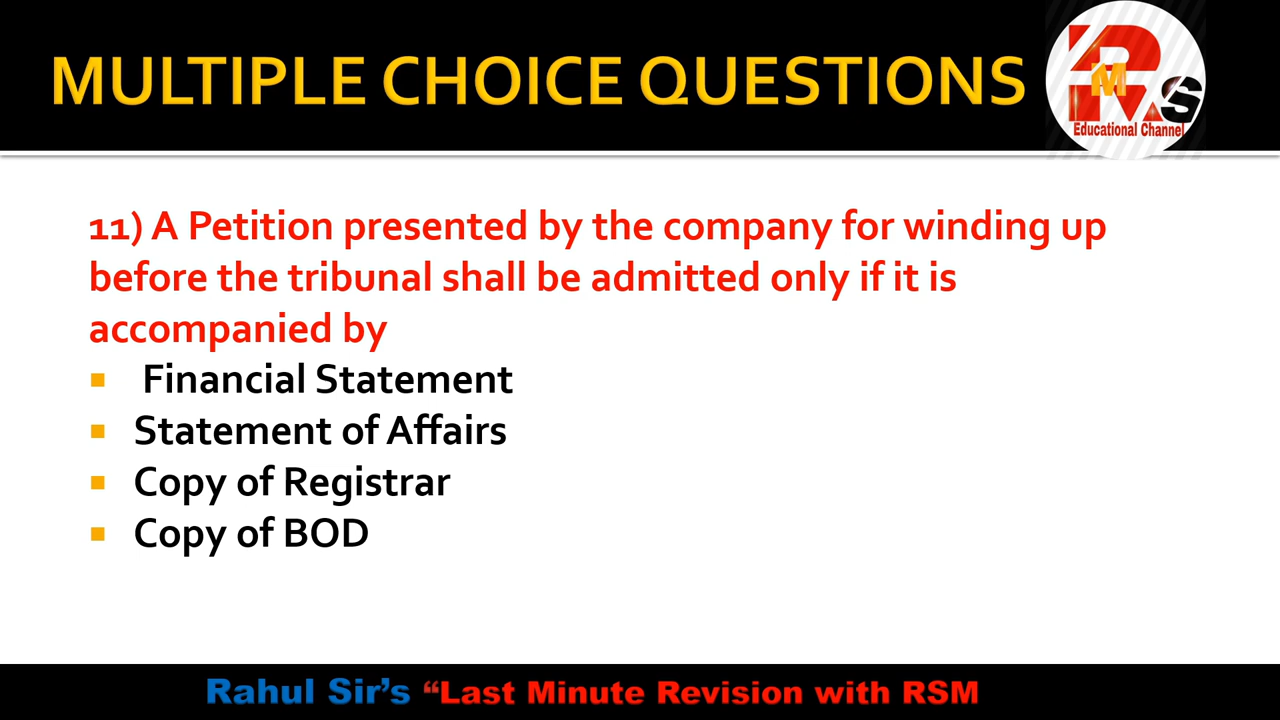 MULTIPLE CHOICE QUESTIONS
RMS
Educational Channel
11) A Petition presented by the company for winding up
before the tribunal shall be admitted only if it is
accompanied by
Financial Statement
Statement of Affairs
Copy of Registrar
Copy of BOD
Rahul Sir’s “Last Minute Revision with RSM